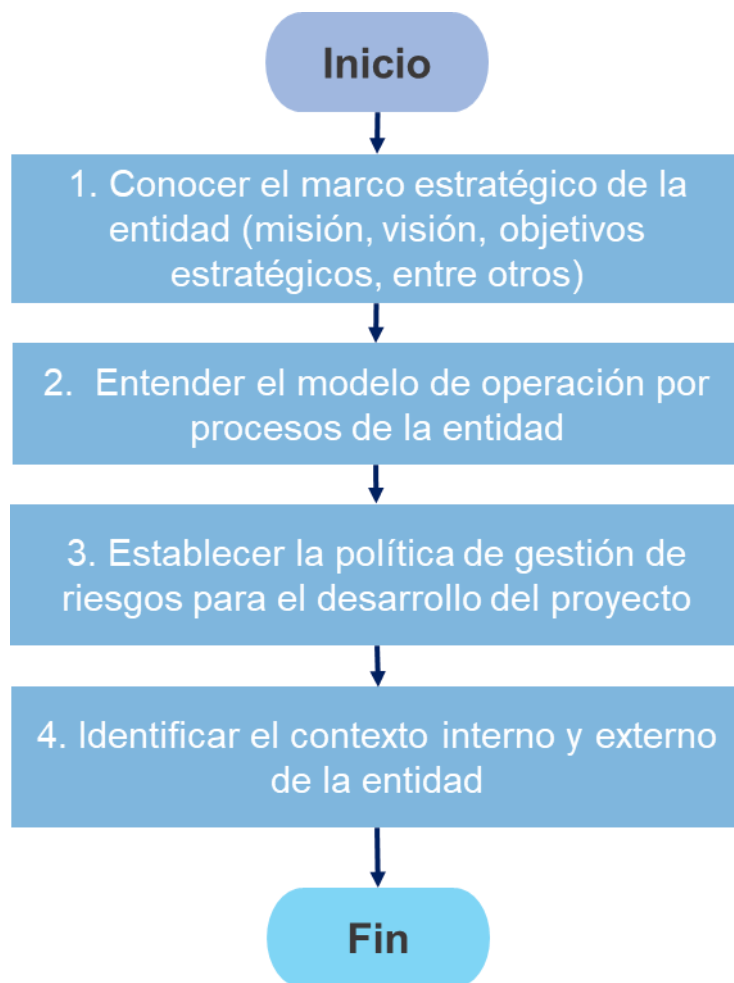 Inicio
1. Conocer el marco estratégico de la
entidad (misión, visión, objetivos
estratégicos, entre otros)
2. Entender el modelo de operación por
procesos de la entidad
3. Establecer la política de gestión de
riesgos para el desarrollo del proyecto
4. Identificar el contexto interno y externo
de la entidad
Fin